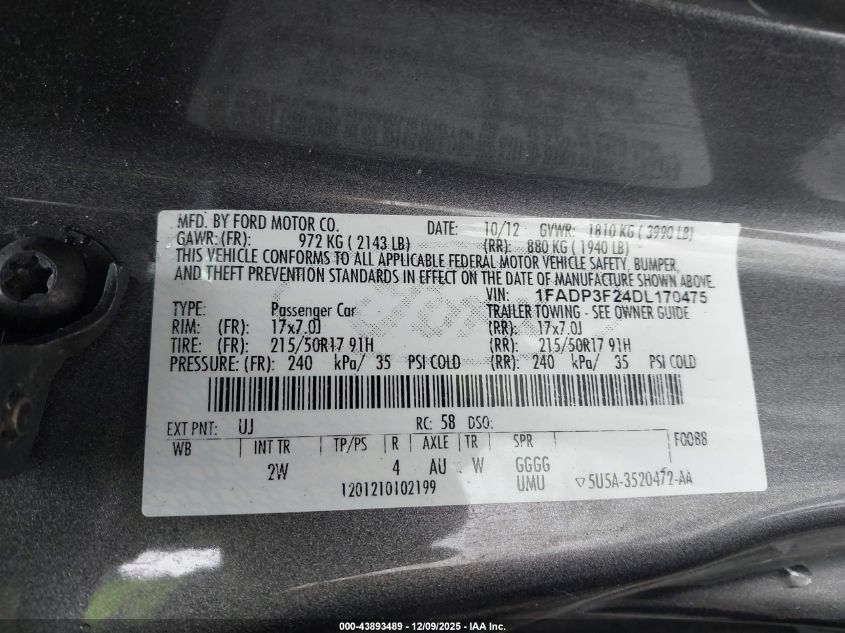 MFD. BY FORD MOTOR CO. DATE: 10/12 GVWR: 1810 KG ( 3990 LB)
GAWR: (FR): 972 KG ( 2143 LB) (RR): 880 KG ( 1940 LB)
THIS VEHICLE CONFORMS TO ALL APPLICABLE FEDERAL MOTOR VEHICLE SAFETY, BUMPER,
AND THEFT PREVENTION STANDARDS IN EFFECT ON THE DATE OF MANUFACTURE SHOWN ABOVE.
VIN: 1FADP3F24DL170475
TYPE: Passenger Car TRAILER TOWING - SEE OWNER GUIDE
RIM: (FR): 17x7.0J (RR): 17x7.0J
TIRE: (FR): 215/50R17 91H (RR): 215/50R17 91H
PRESSURE: (FR): 240 kPa/ 35 PSI COLD (RR): 240 kPa/ 35 PSI COLD
EXT PNT: UJ RC: 58 DSO:
WB INT TR TP/PS R AXLE TR SPR F0088
2W 4 AU W GGGG
1201210102199 UMU ▽5U5A-3520472-AA
000-43893489 - 12/09/2025 - IAA Inc.